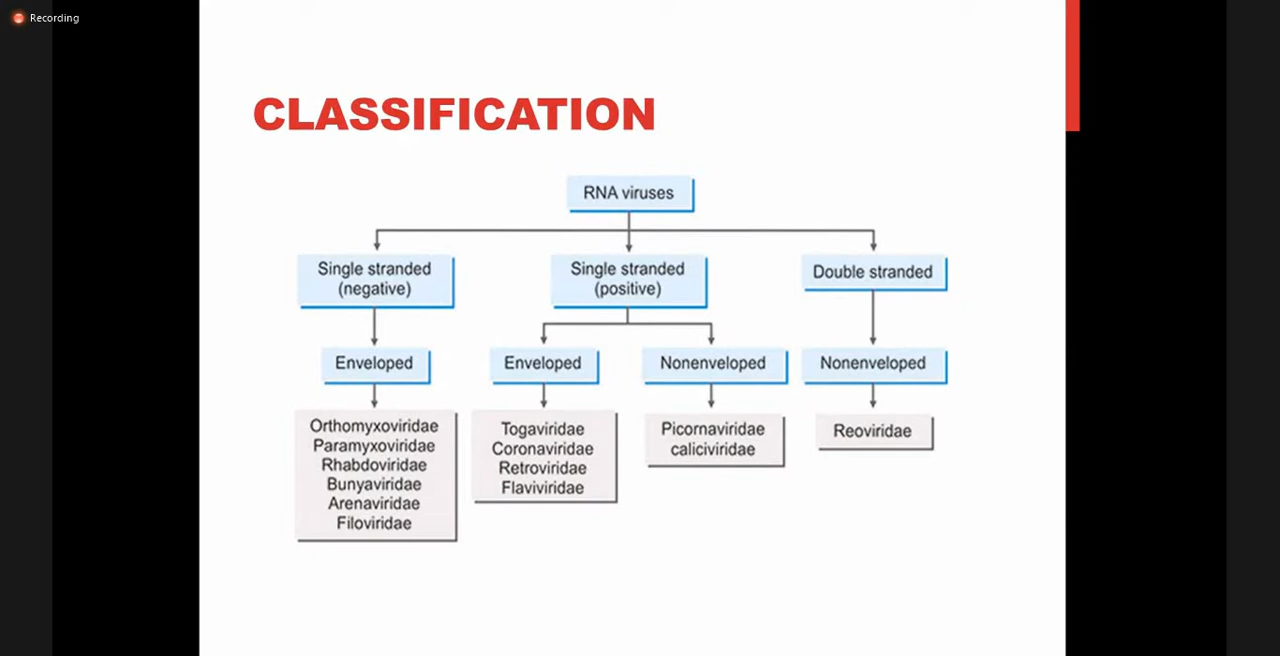 Recording
CLASSIFICATION
RNA viruses
Single stranded
(negative)
Single stranded
(positive)
Double stranded
Enveloped
Enveloped
Nonenveloped
Nonenveloped
Orthomyxoviridae
Paramyxoviridae
Rhabdoviridae
Bunyaviridae
Arenaviridae
Filoviridae
Togaviridae
Coronaviridae
Retroviridae
Flaviviridae
Picornaviridae
caliciviridae
Reoviridae